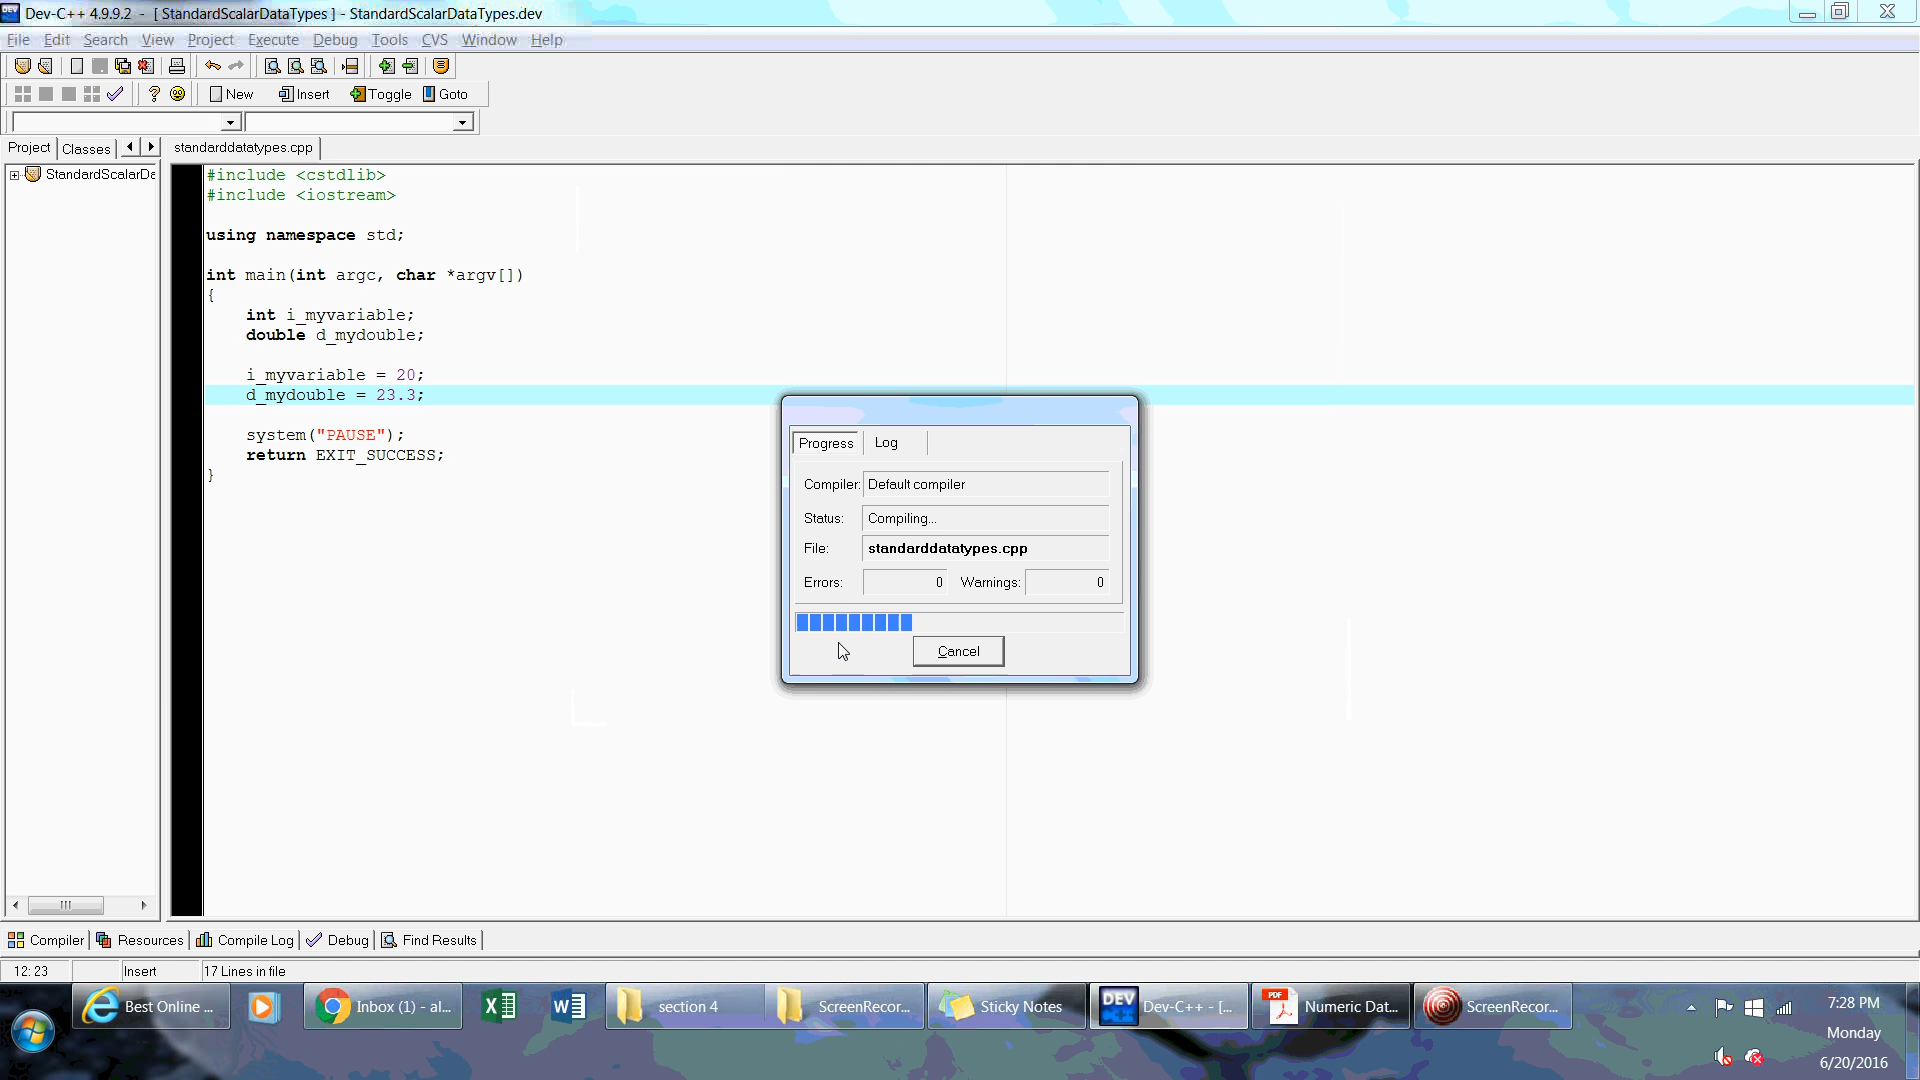 Dev-C++ 4.9.9.2 - [ StandardScalarDataTypes ] - StandardScalarDataTypes.dev
File Edit Search View Project Execute Debug Tools CVS Window Help
New Insert Toggle Goto
Project Classes standarddatatypes.cpp
StandardScalarDa
#include <cstdlib>
#include <iostream>
using namespace std;
int main(int argc, char *argv[])
{
int i_myvariable;
double d_mydouble;
i_myvariable = 20;
d_mydouble = 23.3;
system("PAUSE");
return EXIT_SUCCESS;
}
Progress Log
Compiler: Default compiler
Status: Compiling...
File: standarddatatypes.cpp
Errors: 0 Warnings: 0
Cancel
Compiler Resources Compile Log Debug Find Results
12: 23 Insert 17 Lines in file
Best Online ... Inbox (1) - al... section 4 ScreenRecor... Sticky Notes DEV C++ Dev-C++ - [... PDF Numeric Dat... ScreenRecor...
7:28 PM
Monday
6/20/2016